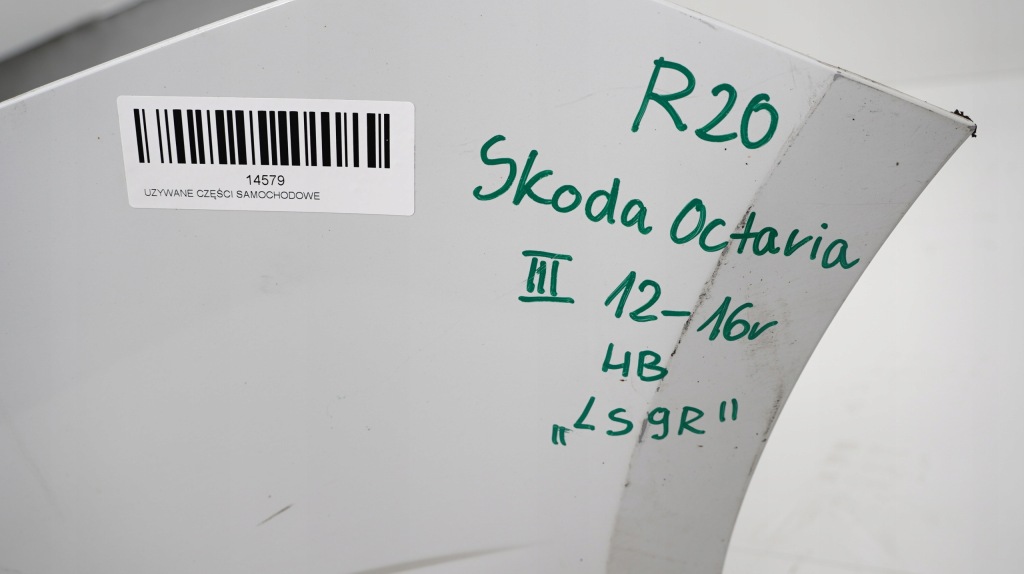 14579
UZYWANE CZĘŚCI SAMOCHODOWE
R20
Skoda Octavia
III 12-16r
HB
„LS9R"